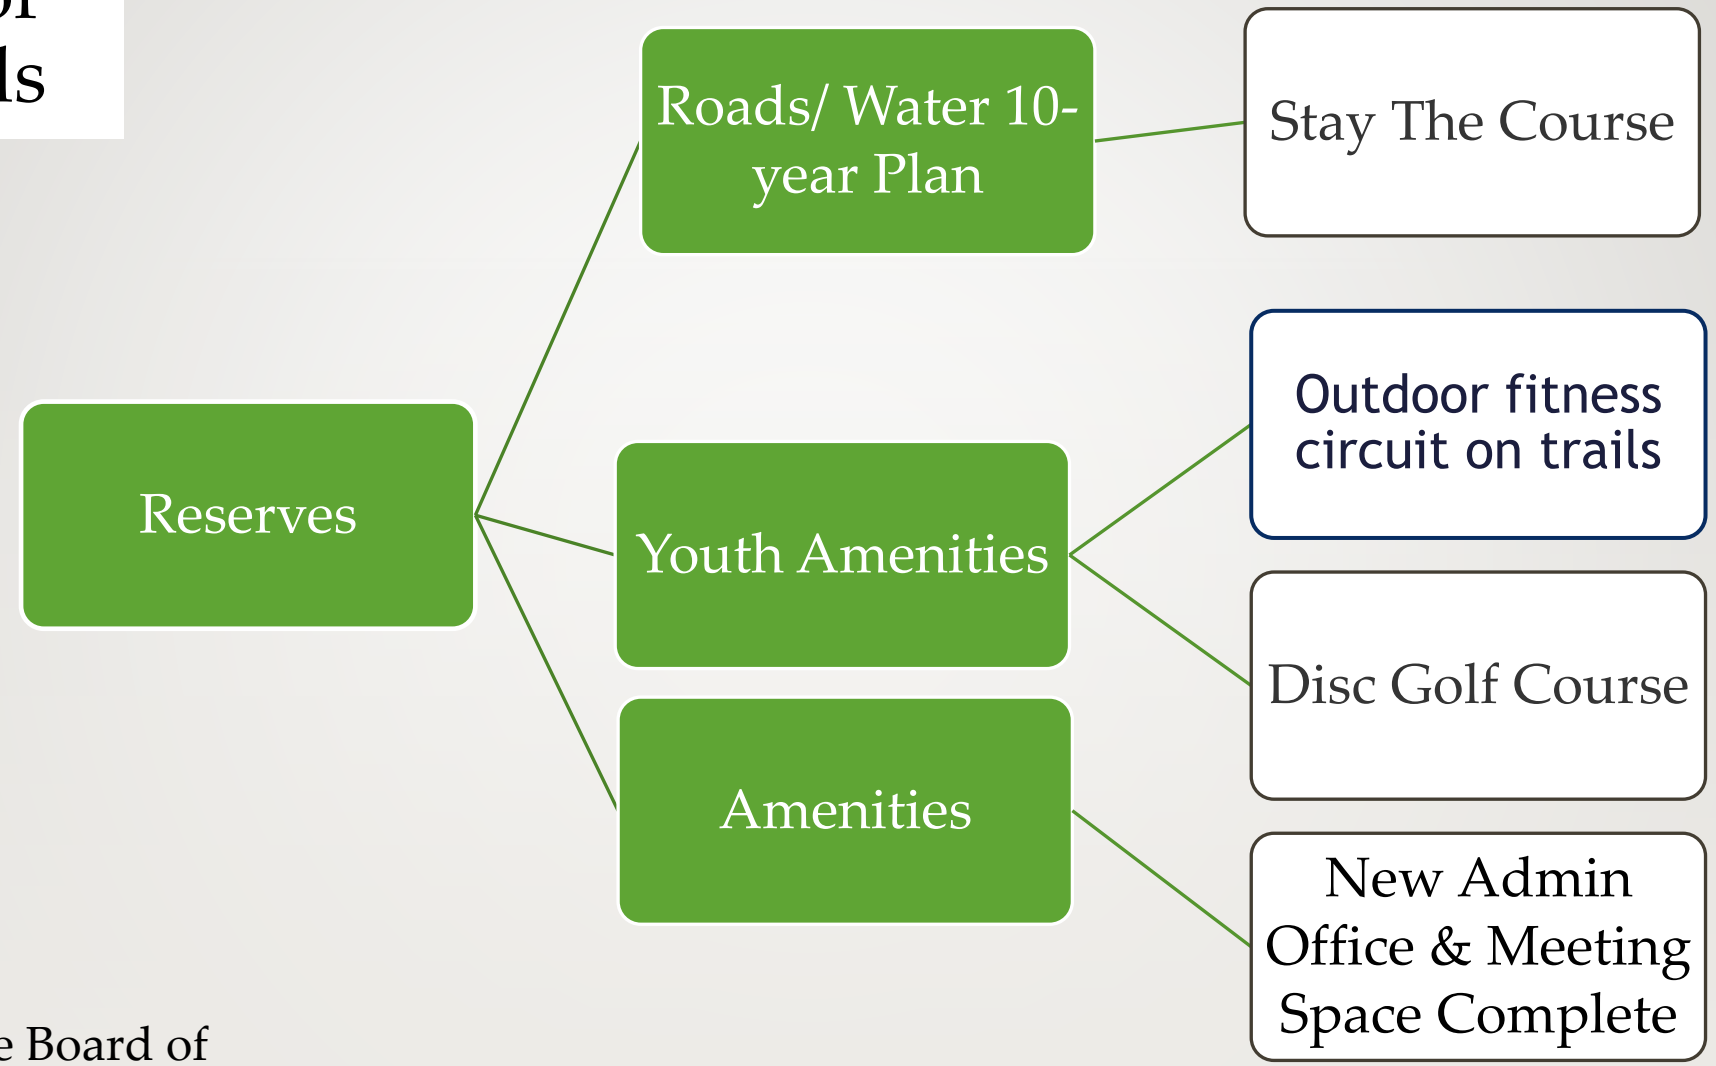 ls
Roads/ Water 10-
year Plan
Stay The Course
Reserves
Youth Amenities
Outdoor fitness
circuit on trails
Disc Golf Course
Amenities
New Admin
Office & Meeting
Space Complete
e Board of